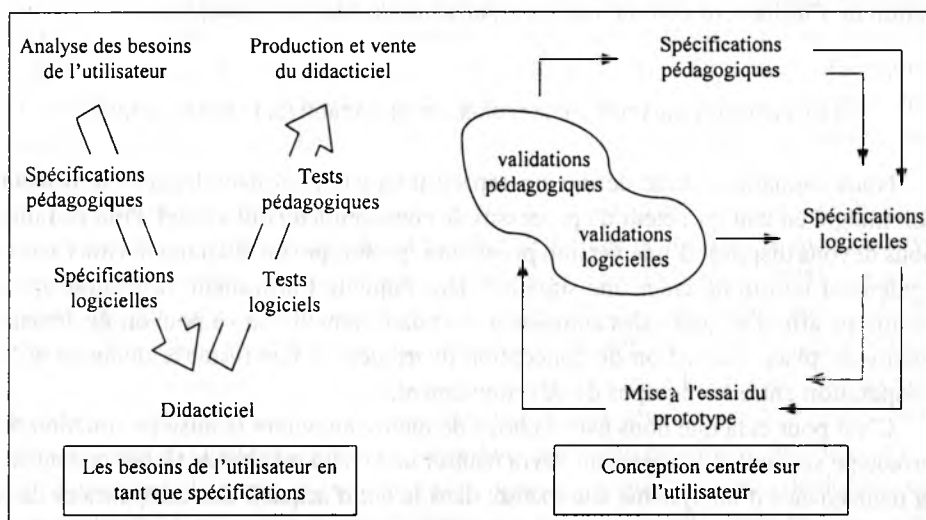 Analyse des besoins
de l'utilisateur
Production et vente
du didacticiel
Spécifications
pédagogiques
Tests
pédagogiques
Spécifications
logicielles
Tests
logiciels
Didacticiel
Les besoins de l'utilisateur en
tant que spécifications
Spécifications
pédagogiques
validations
pédagogiques
validations
logicielles
Spécifications
logicielles
Mise à l'essai du
prototype
Conception centrée sur
l'utilisateur